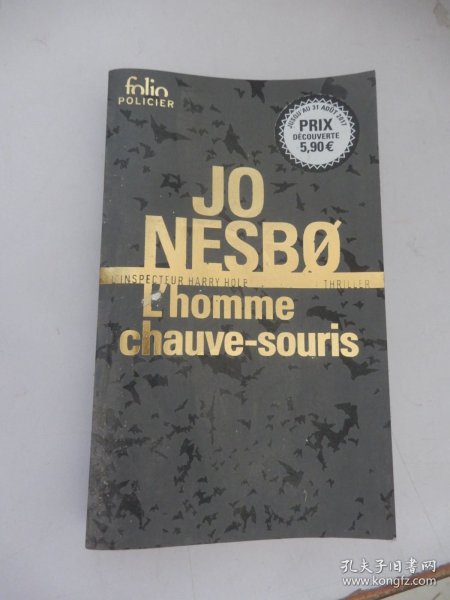 folio
POLICIER
JUSQU'AU 31 AOÛT 2017
PRIX
DÉCOUVERTE
5,90 €
JO
NESBØ
L'INSPECTEUR HARRY HOLE
THRILLER
L'homme
chauve-souris
孔夫子旧书网
www.kongfz.com